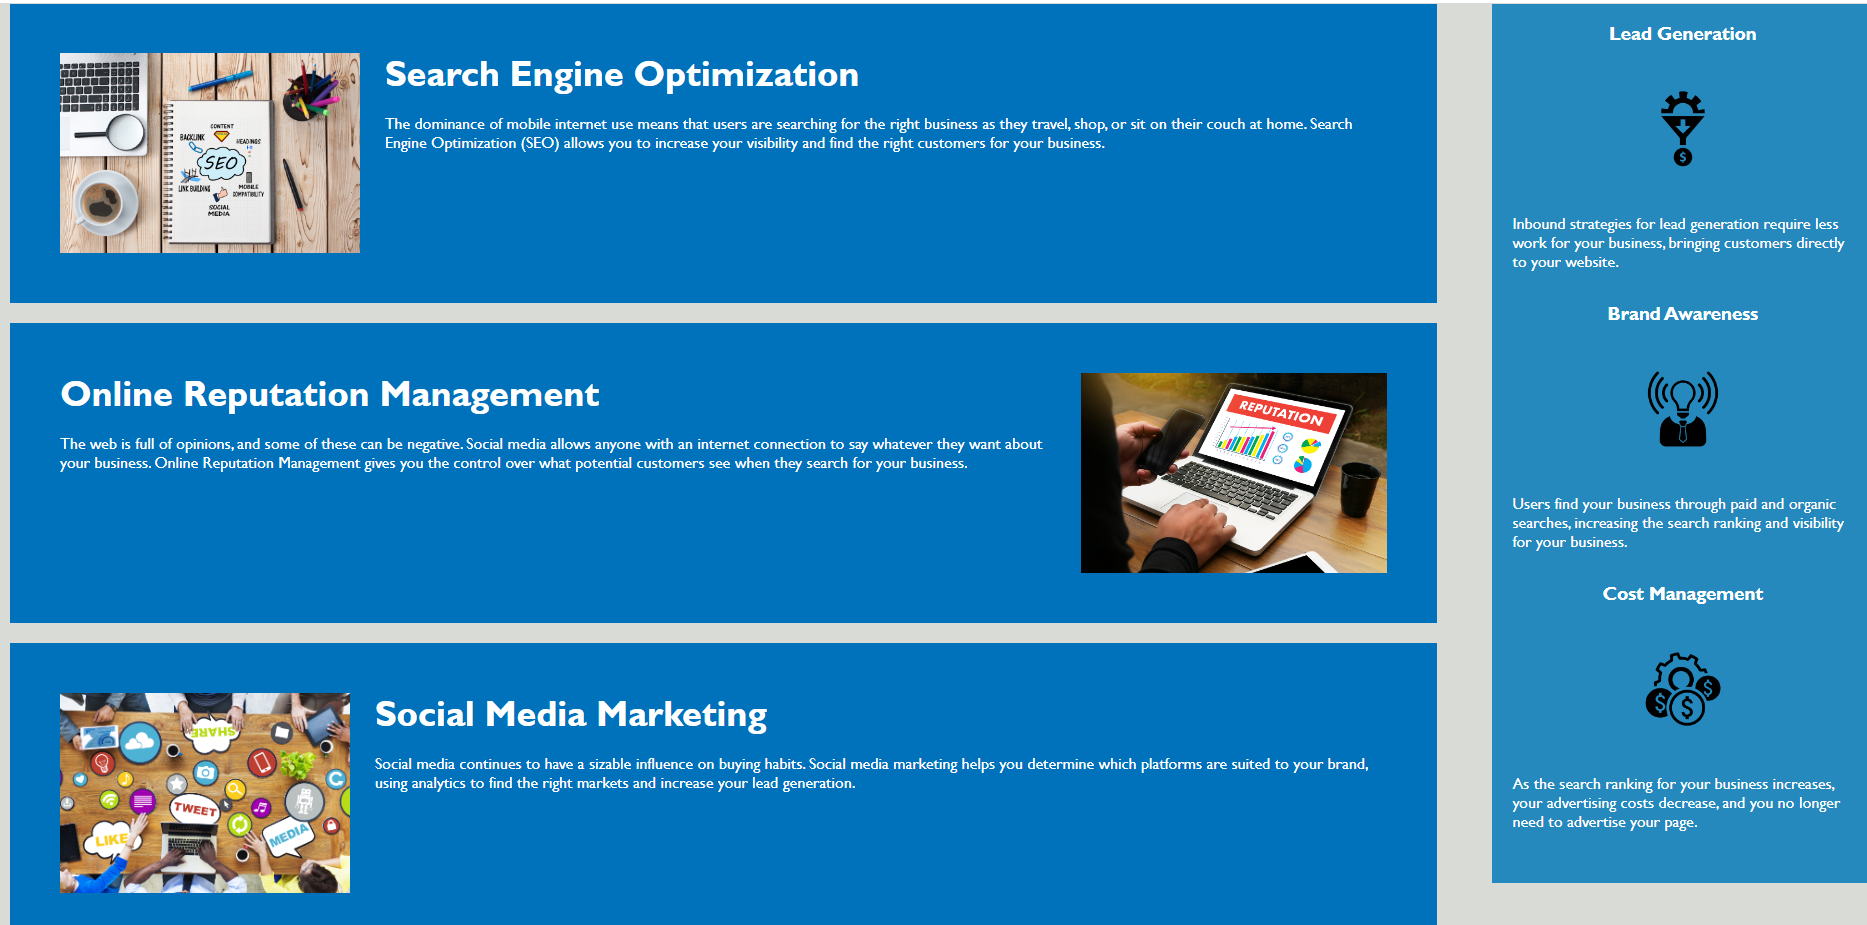 Search Engine Optimization
The dominance of mobile internet use means that users are searching for the right business as they travel, shop, or sit on their couch at home. Search
Engine Optimization (SEO) allows you to increase your visibility and find the right customers for your business.
CONTENT
BACKLINK
HEADINGS
SEO
LINK BUILDING
MOBILE
COMPATIBILITY
SOCIAL
MEDIA
Online Reputation Management
The web is full of opinions, and some of these can be negative. Social media allows anyone with an internet connection to say whatever they want about
your business. Online Reputation Management gives you the control over what potential customers see when they search for your business.
REPUTATION
Social Media Marketing
Social media continues to have a sizable influence on buying habits. Social media marketing helps you determine which platforms are suited to your brand,
using analytics to find the right markets and increase your lead generation.
SHARE
TWEET
LIKE
MEDIA
Lead Generation
$
Inbound strategies for lead generation require less
work for your business, bringing customers directly
to your website.
Brand Awareness
Users find your business through paid and organic
searches, increasing the search ranking and visibility
for your business.
Cost Management
$ $ $
As the search ranking for your business increases,
your advertising costs decrease, and you no longer
need to advertise your page.